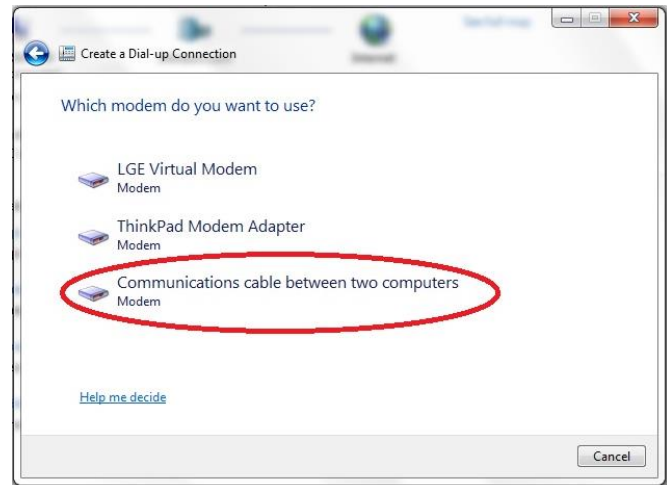 Create a Dial-up Connection
Which modem do you want to use?
LGE Virtual Modem
Modem
ThinkPad Modem Adapter
Modem
Communications cable between two computers
Modem
Help me decide
Cancel